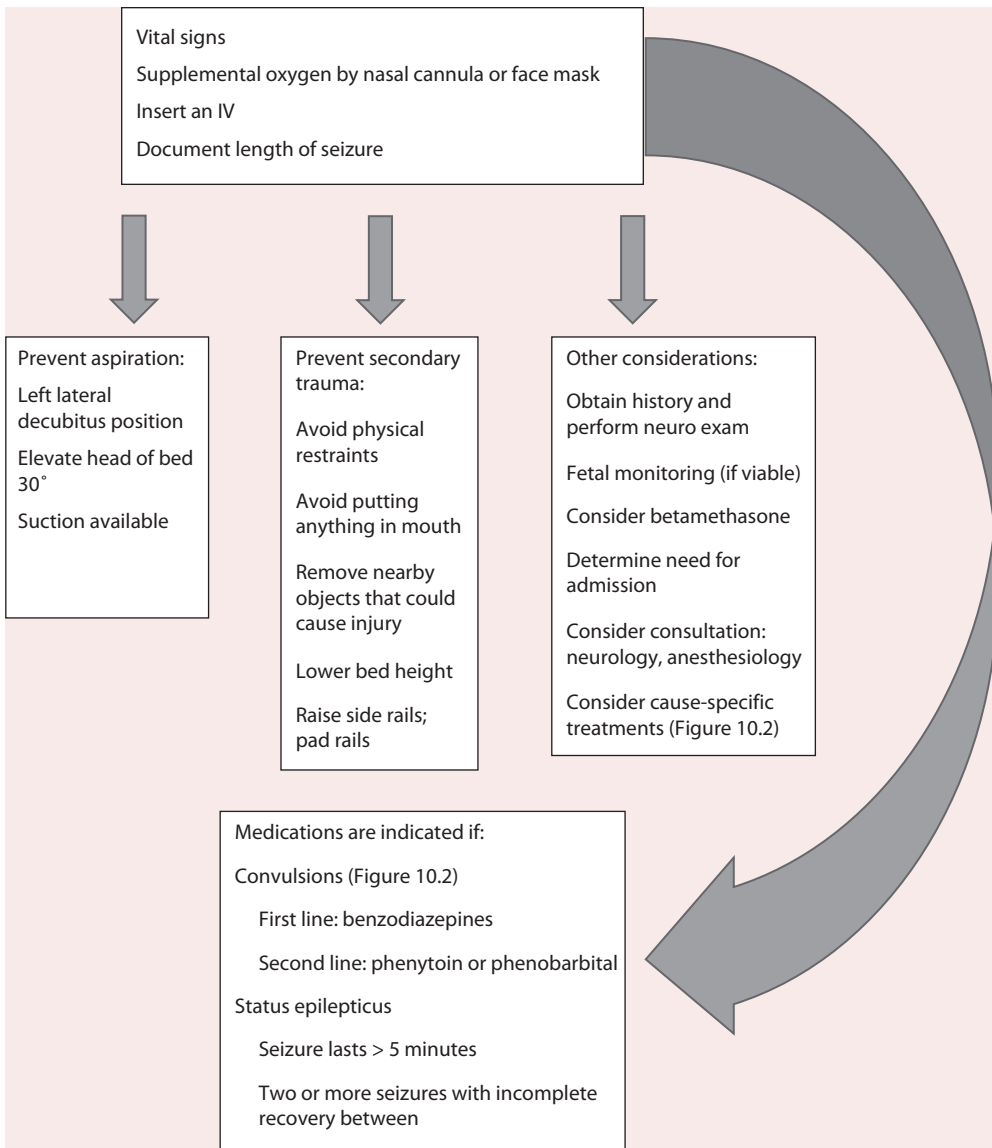 Vital signs
Supplemental oxygen by nasal cannula or face mask
Insert an IV
Document length of seizure
Prevent aspiration:
Left lateral
decubitus position
Elevate head of bed
30˚
Suction available
Prevent secondary
trauma:
Avoid physical
restraints
Avoid putting
anything in mouth
Remove nearby
objects that could
cause injury
Lower bed height
Raise side rails;
pad rails
Other considerations:
Obtain history and
perform neuro exam
Fetal monitoring (if viable)
Consider betamethasone
Determine need for
admission
Consider consultation:
neurology, anesthesiology
Consider cause-specific
treatments (Figure 10.2)
Medications are indicated if:
Convulsions (Figure 10.2)
First line: benzodiazepines
Second line: phenytoin or phenobarbital
Status epilepticus
Seizure lasts > 5 minutes
Two or more seizures with incomplete
recovery between